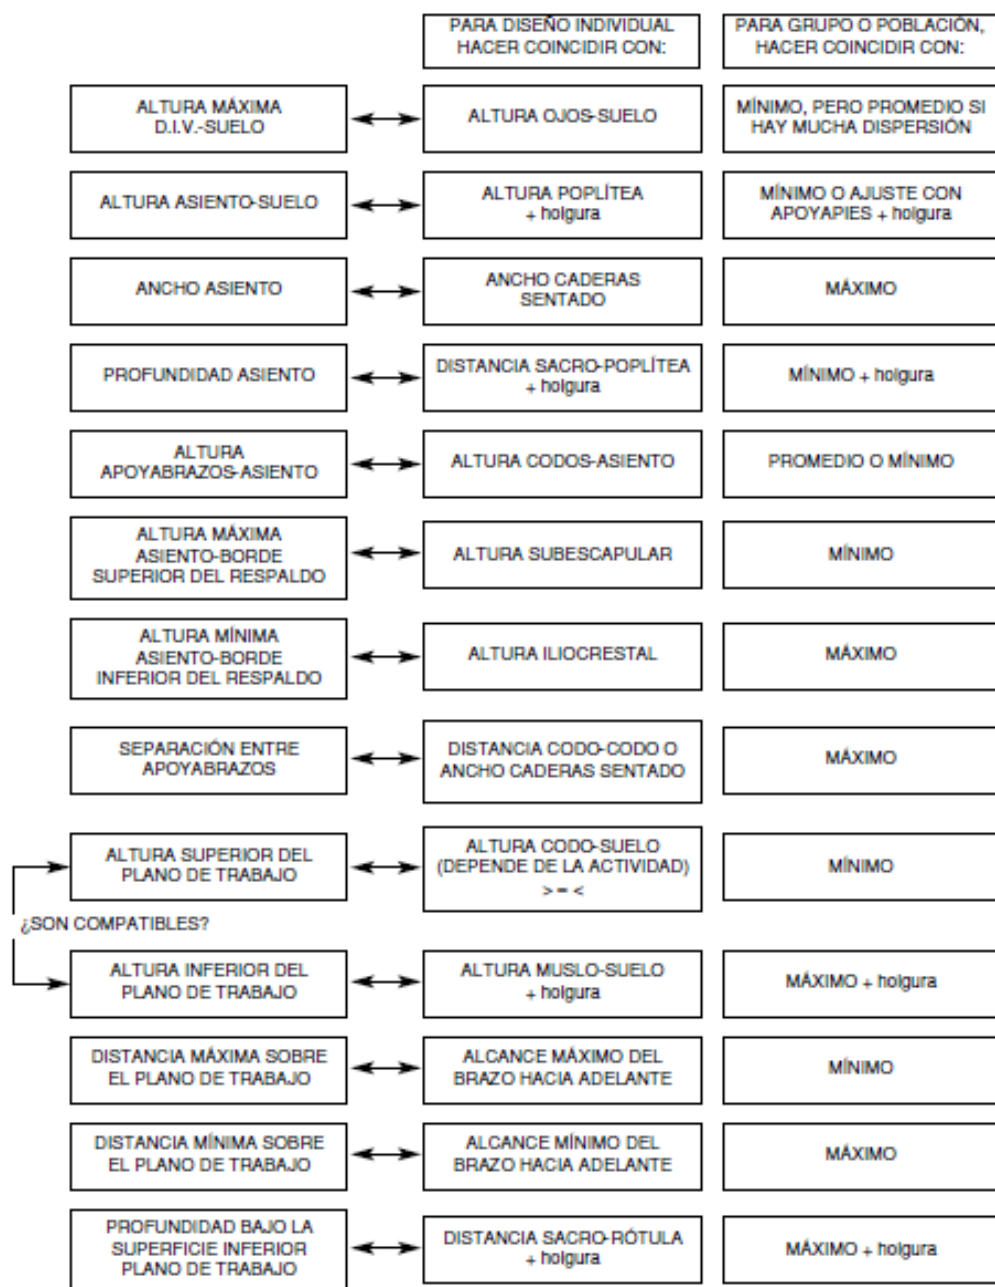 PARA DISEÑO INDIVIDUAL
HACER COINCIDIR CON:
PARA GRUPO O POBLACIÓN,
HACER COINCIDIR CON:
ALTURA MÁXIMA
D.I.V.-SUELO
ALTURA OJOS-SUELO
MÍNIMO, PERO PROMEDIO SI
HAY MUCHA DISPERSIÓN
ALTURA ASIENTO-SUELO
ALTURA POPLÍTEA
+ holgura
MÍNIMO O AJUSTE CON
APOYAPIES + holgura
ANCHO ASIENTO
ANCHO CADERAS
SENTADO
MÁXIMO
PROFUNDIDAD ASIENTO
DISTANCIA SACRO-POPLÍTEA
+ holgura
MÍNIMO + holgura
ALTURA
APOYABRAZOS-ASIENTO
ALTURA CODOS-ASIENTO
PROMEDIO O MÍNIMO
ALTURA MÁXIMA
ASIENTO-BORDE
SUPERIOR DEL RESPALDO
ALTURA SUBESCAPULAR
MÍNIMO
ALTURA MÍNIMA
ASIENTO-BORDE
INFERIOR DEL RESPALDO
ALTURA ILIOCRESTAL
MÁXIMO
SEPARACIÓN ENTRE
APOYABRAZOS
DISTANCIA CODO-CODO O
ANCHO CADERAS SENTADO
MÁXIMO
ALTURA SUPERIOR DEL
PLANO DE TRABAJO
ALTURA CODO-SUELO
(DEPENDE DE LA ACTIVIDAD)
> = <
MÍNIMO
¿SON COMPATIBLES?
ALTURA INFERIOR DEL
PLANO DE TRABAJO
ALTURA MUSLO-SUELO
+ holgura
MÁXIMO + holgura
DISTANCIA MÁXIMA SOBRE
EL PLANO DE TRABAJO
ALCANCE MÁXIMO DEL
BRAZO HACIA ADELANTE
MÍNIMO
DISTANCIA MÍNIMA SOBRE
EL PLANO DE TRABAJO
ALCANCE MÍNIMO DEL
BRAZO HACIA ADELANTE
MÁXIMO
PROFUNDIDAD BAJO LA
SUPERFICIE INFERIOR
PLANO DE TRABAJO
DISTANCIA SACRO-RÓTULA
+ holgura
MÁXIMO + holgura